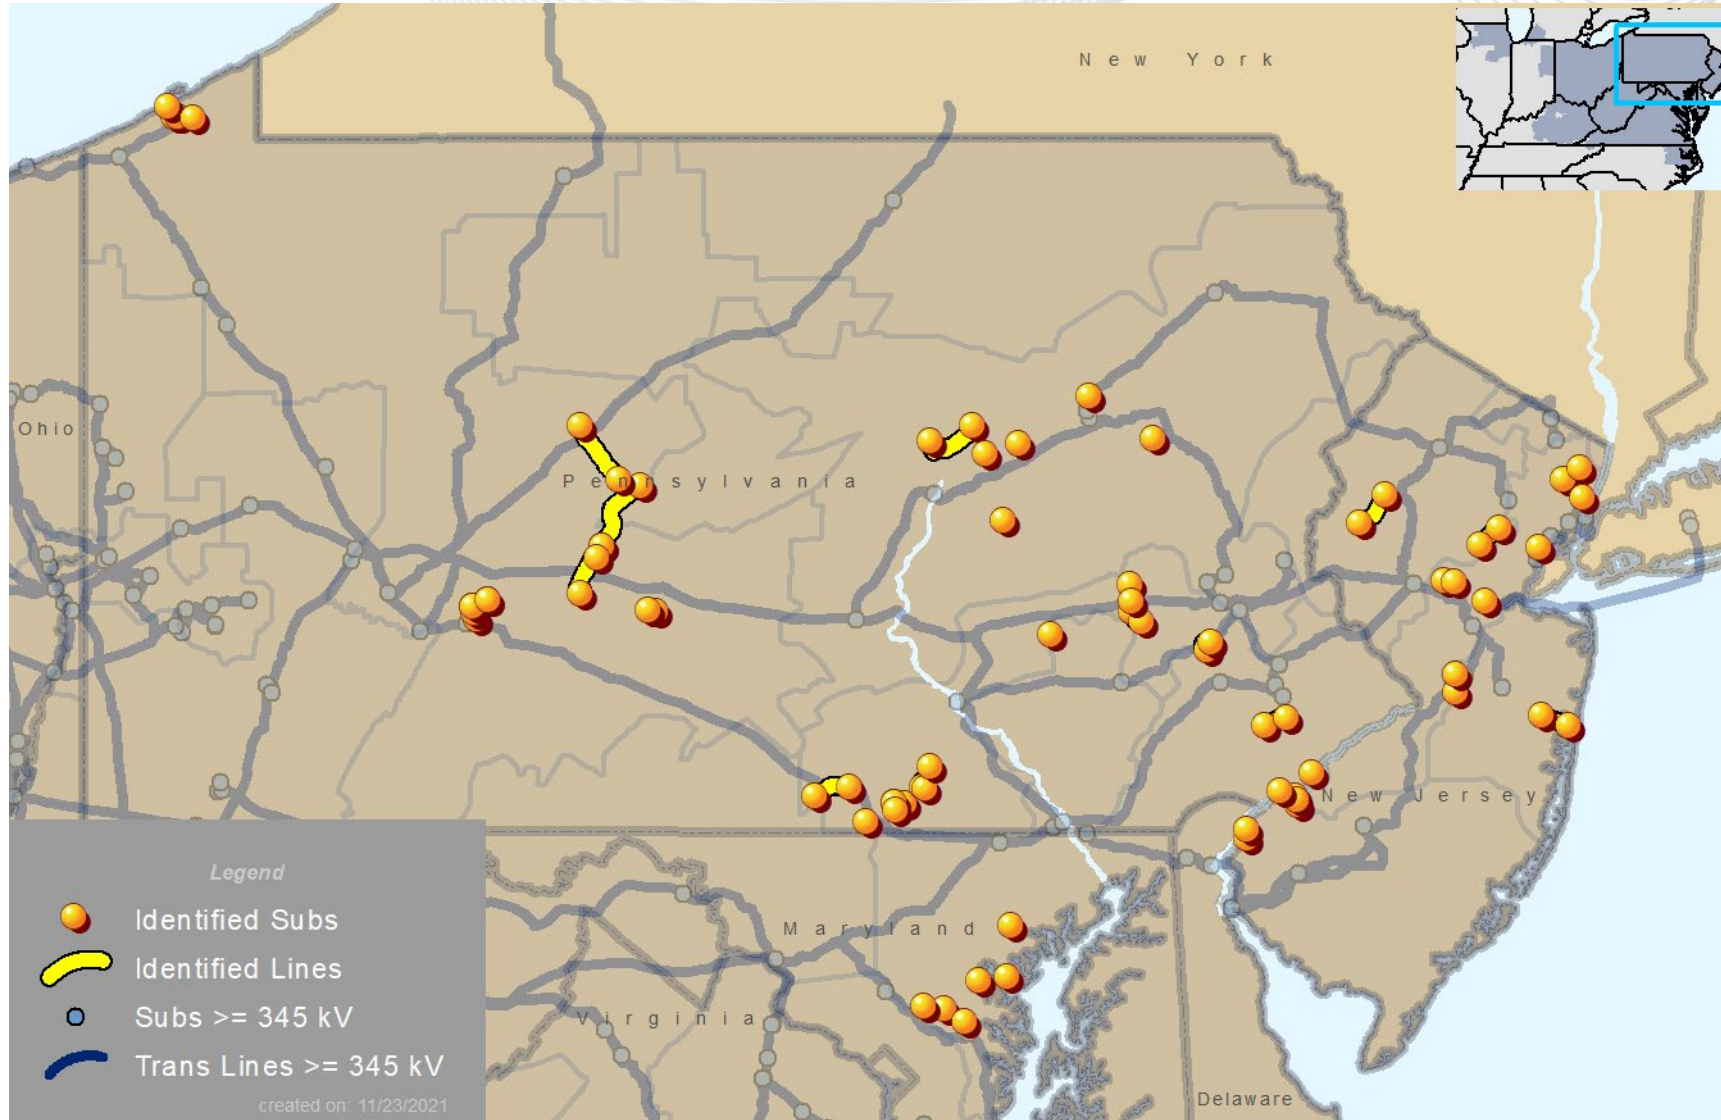 New York
Ohio
Pennsylvania
New Jersey
Maryland
Virginia
Delaware
Legend
Identified Subs
Identified Lines
Subs >= 345 kV
Trans Lines >= 345 kV
created on: 11/23/2021